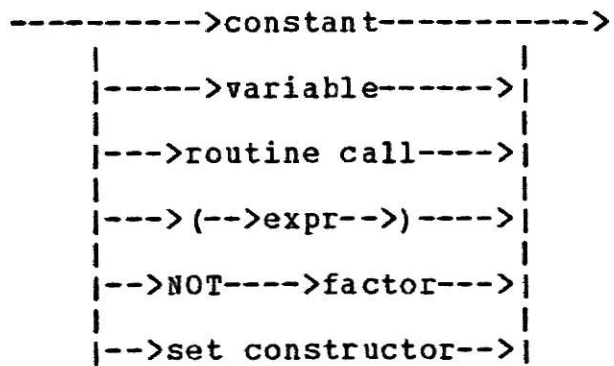 ---------->constant----------->
|----->variable------>|
|--->routine call---->|
|--->(-->expr-->)---->|
|-->NOT---->factor--->|
|-->set constructor-->|